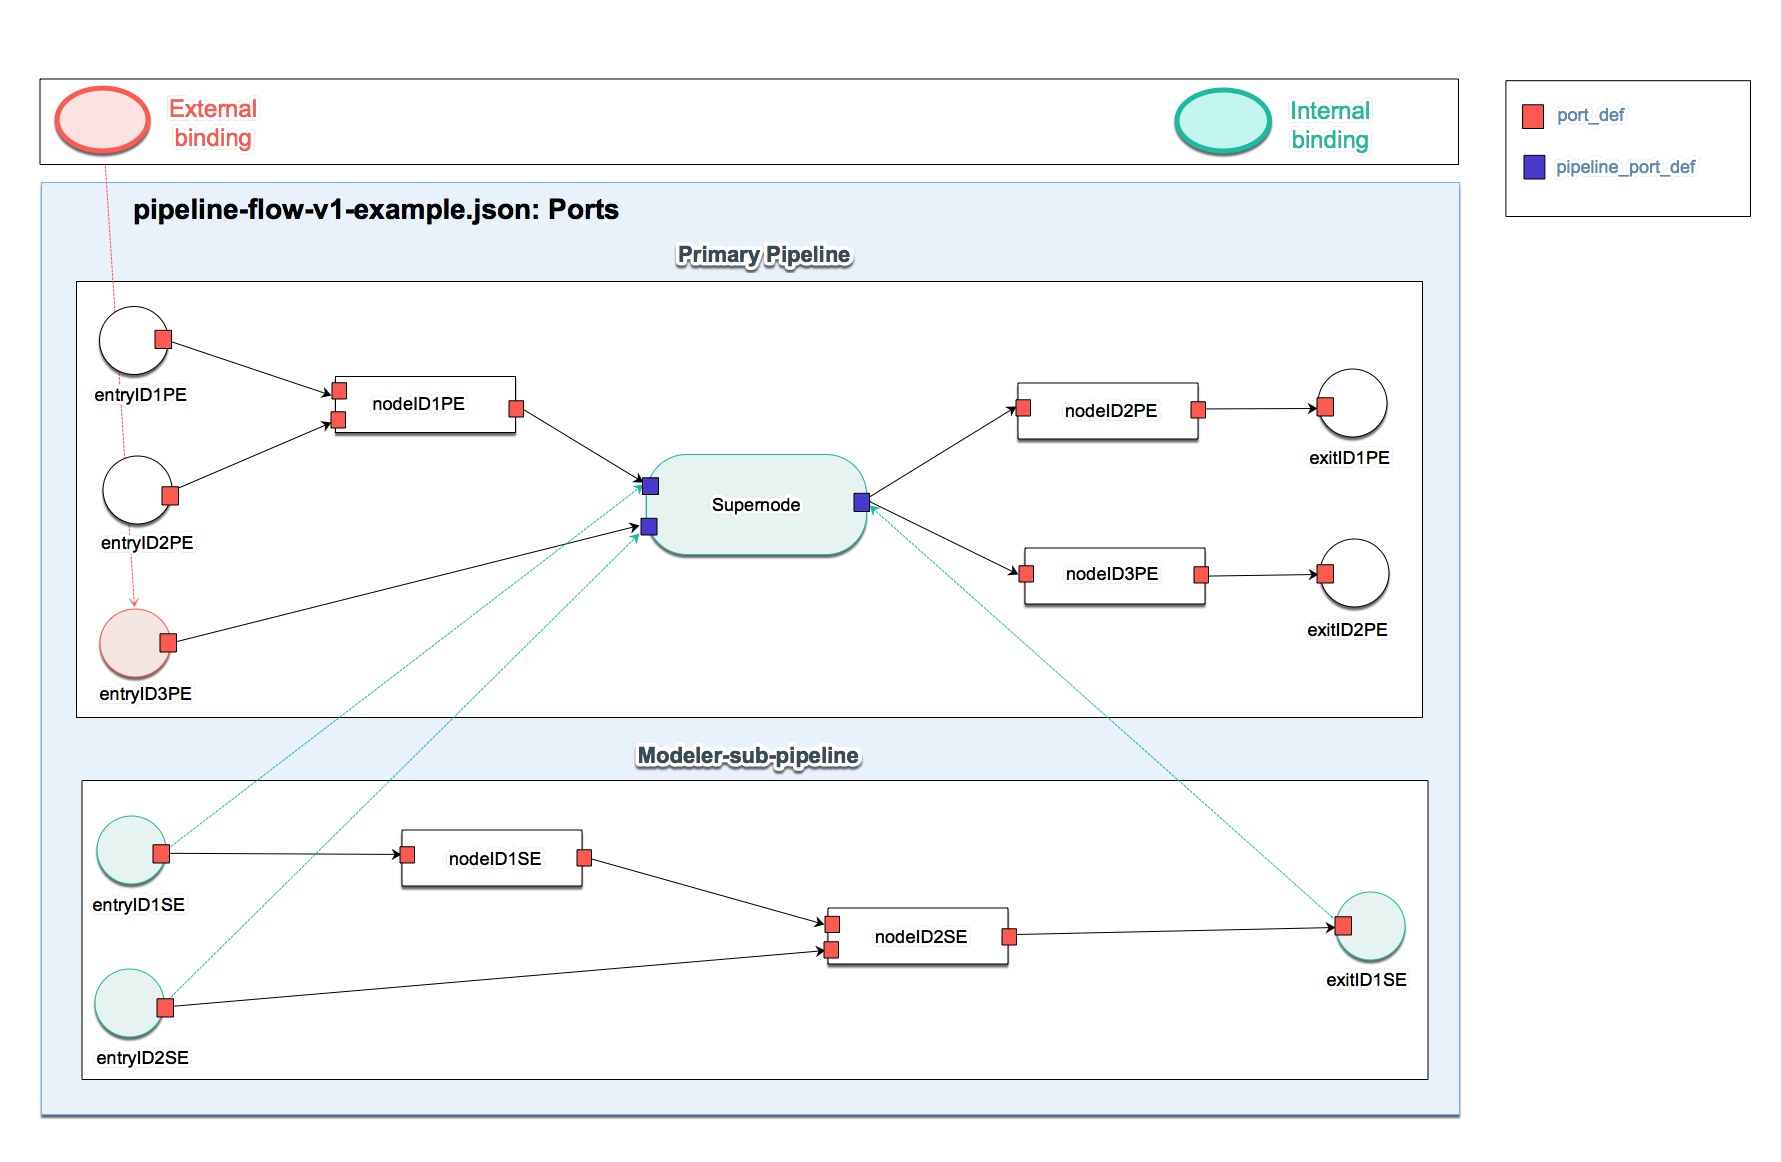 External
binding
Internal
binding
port_def
pipeline_port_def
pipeline-flow-v1-example.json: Ports
Primary Pipeline
entryID1PE
nodeID1PE
nodeID2PE
exitID1PE
Supernode
entryID2PE
nodeID3PE
exitID2PE
entryID3PE
Modeler-sub-pipeline
nodeID1SE
entryID1SE
nodeID2SE
exitID1SE
entryID2SE